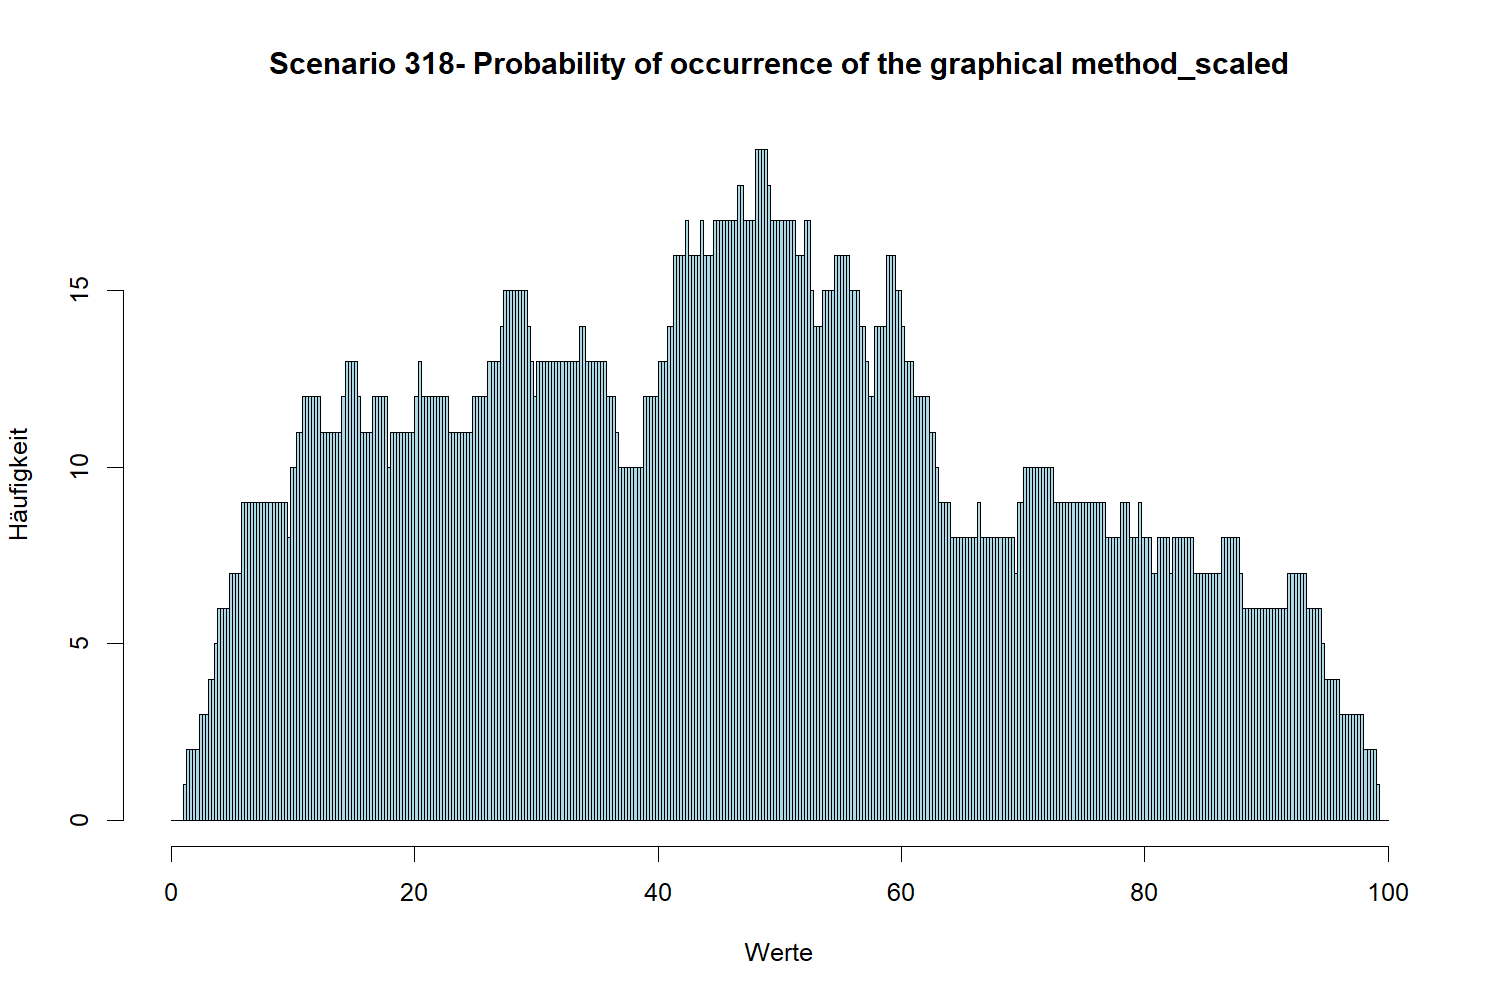 Scenario 318- Probability of occurrence of the graphical method_scaled
Häufigkeit
15
10
5
0
0 20 40 60 80 100
Werte